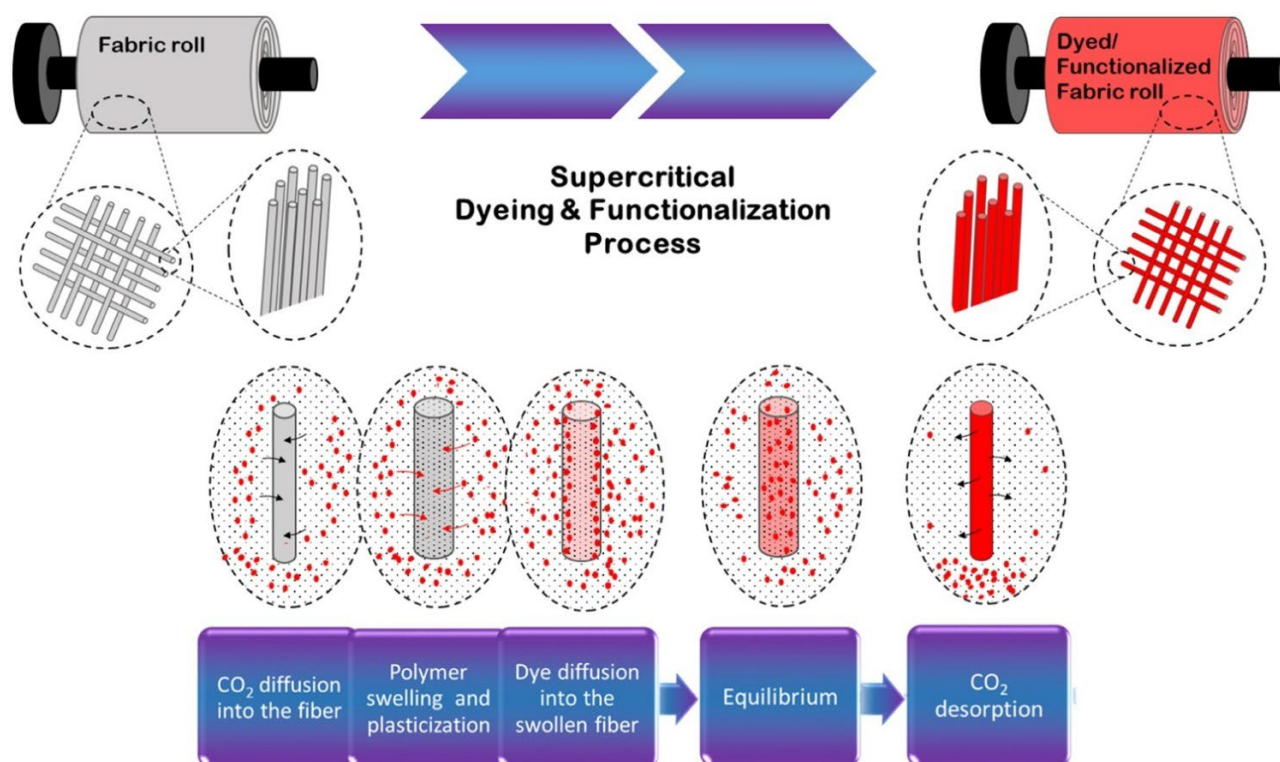 Fabric roll
Dyed/
Functionalized
Fabric roll
Supercritical
Dyeing & Functionalization
Process
CO₂ diffusion
into the fiber
Polymer
swelling and
plasticization
Dye diffusion
into the
swollen fiber
Equilibrium
CO₂
desorption